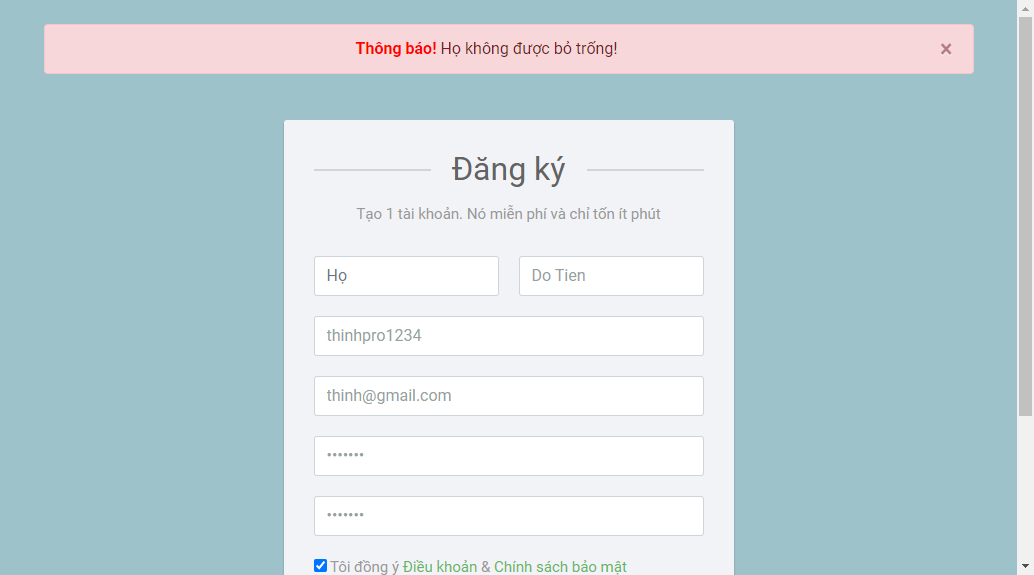 Thông báo! Họ không được bỏ trống! ×
Đăng ký
Tạo 1 tài khoản. Nó miễn phí và chỉ tốn ít phút
Họ Do Tien
thinhpro1234
thinh@gmail.com
•••••••
•••••••
Tôi đồng ý Điều khoản & Chính sách bảo mật